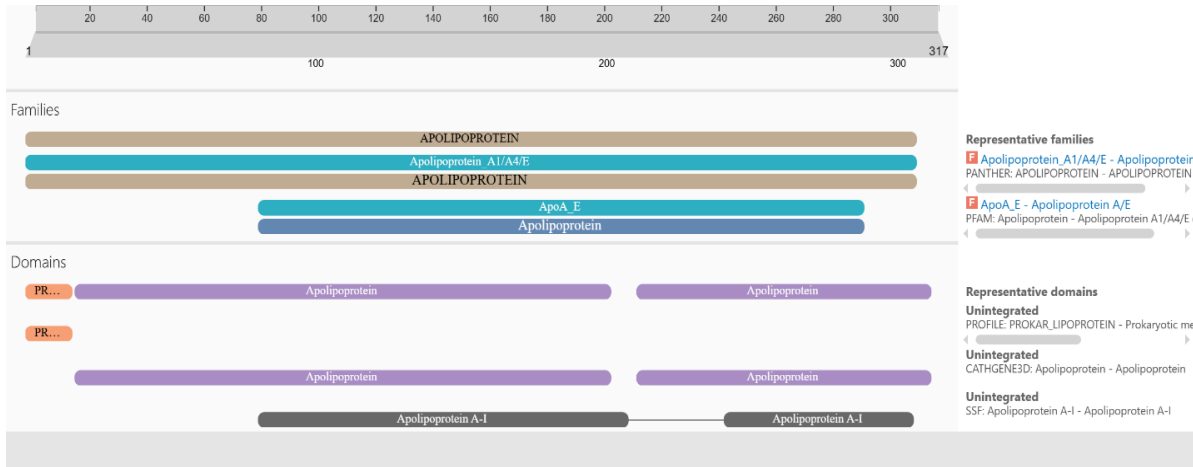 20 40 60 80 100 120 140 160 180 200 220 240 260 280 300
1 317
100 200 300
Families
APOLIPOPROTEIN
Apolipoprotein_A1/A4/E
APOLIPOPROTEIN
ApoA_E
Apolipoprotein
Representative families
F Apolipoprotein_A1/A4/E - Apolipoprotein
PANTHER: APOLIPOPROTEIN - APOLIPOPROTEIN
F ApoA_E - Apolipoprotein A/E
PFAM: Apolipoprotein - Apolipoprotein A1/A4/E
Domains
PR... Apolipoprotein Apolipoprotein
PR...
Apolipoprotein Apolipoprotein
Apolipoprotein A-I Apolipoprotein A-I
Representative domains
Unintegrated
PROFILE: PROKAR_LIPOPROTEIN - Prokaryotic me
Unintegrated
CATHGENE3D: Apolipoprotein - Apolipoprotein
Unintegrated
SSF: Apolipoprotein A-I - Apolipoprotein A-I